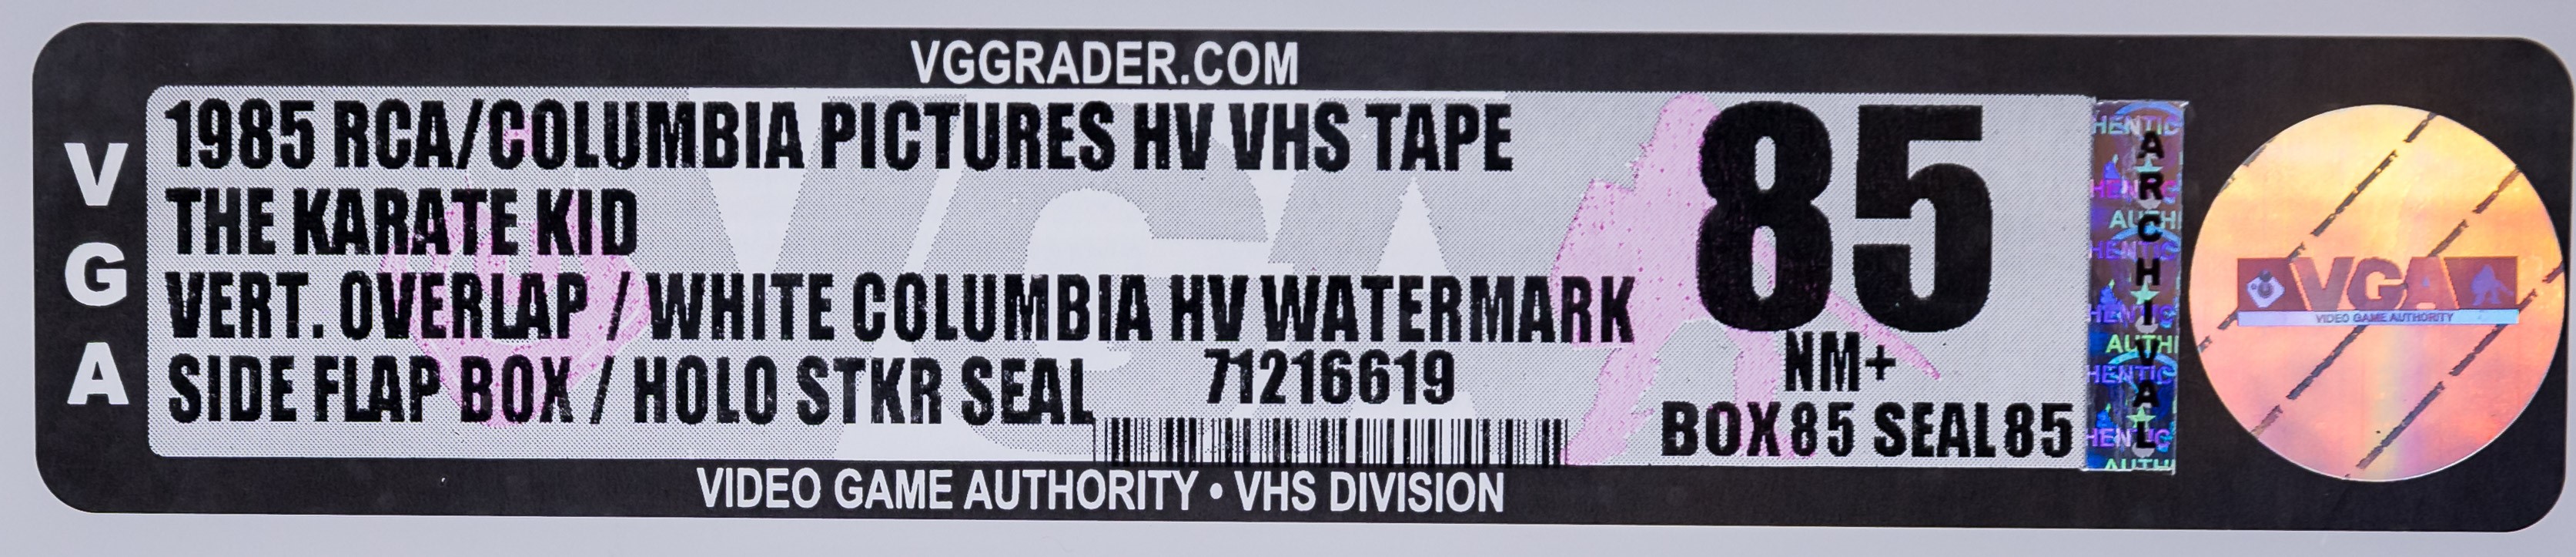 VGGRADER.COM
VGA
1985 RCA/COLUMBIA PICTURES HV VHS TAPE
THE KARATE KID
VERT. OVERLAP / WHITE COLUMBIA HV WATERMARK
SIDE FLAP BOX / HOLO STKR SEAL
71216619
85
NM+
BOX 85 SEAL 85
ARCHIVAL
VGA
VIDEO GAME AUTHORITY
VIDEO GAME AUTHORITY • VHS DIVISION